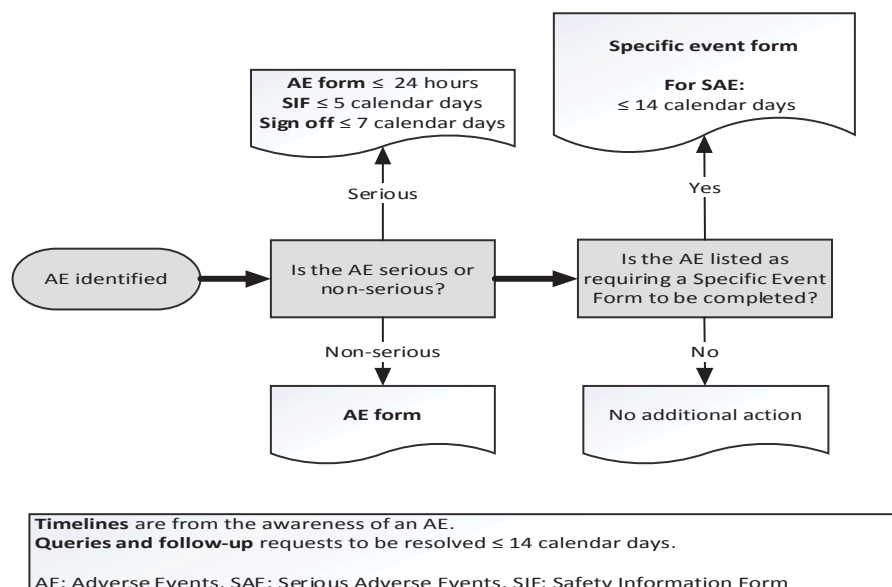 Specific event form
For SAE:
≤ 14 calendar days
AE form ≤ 24 hours
SIF ≤ 5 calendar days
Sign off ≤ 7 calendar days
Serious
Yes
AE identified
Is the AE serious or
non-serious?
Is the AE listed as
requiring a Specific Event
Form to be completed?
Non-serious
No
AE form
No additional action
Timelines are from the awareness of an AE.
Queries and follow-up requests to be resolved ≤ 14 calendar days.
AE: Adverse Events, SAE: Serious Adverse Events, SIF: Safety Information Form